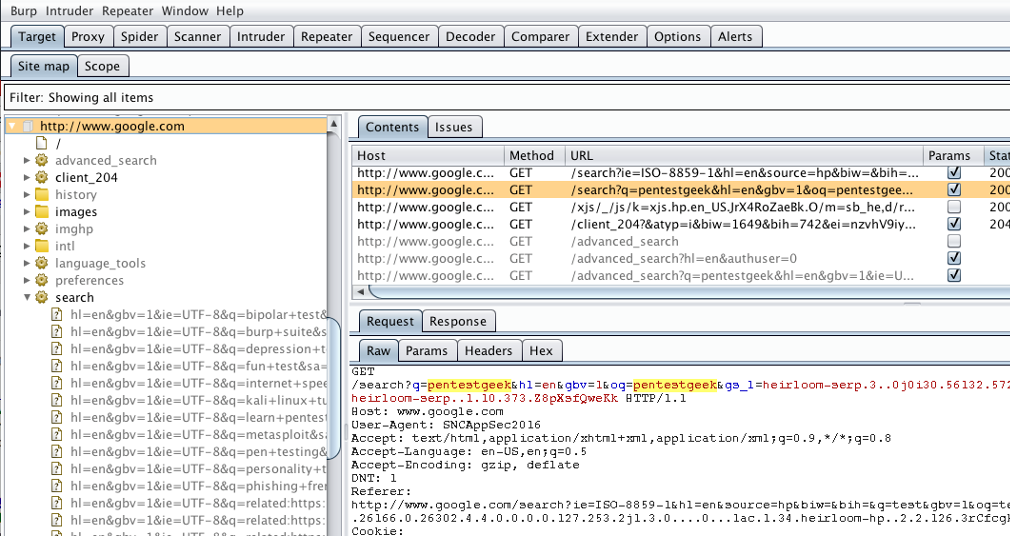 Burp Intruder Repeater Window Help
Target Proxy Spider Scanner Intruder Repeater Sequencer Decoder Comparer Extender Options Alerts
Site map Scope
Filter: Showing all items
http://www.google.com
/
advanced_search
client_204
history
images
imghp
intl
language_tools
preferences
search
hl=en&gbv=1&ie=UTF-8&q=bipolar+test&
hl=en&gbv=1&ie=UTF-8&q=burp+suite&s
hl=en&gbv=1&ie=UTF-8&q=depression+t
hl=en&gbv=1&ie=UTF-8&q=fun+test&sa=
hl=en&gbv=1&ie=UTF-8&q=internet+spee
hl=en&gbv=1&ie=UTF-8&q=kali+linux+tu
hl=en&gbv=1&ie=UTF-8&q=learn+pentest
hl=en&gbv=1&ie=UTF-8&q=metasploit&sa
hl=en&gbv=1&ie=UTF-8&q=pen+testing&
hl=en&gbv=1&ie=UTF-8&q=personality+t
hl=en&gbv=1&ie=UTF-8&q=phishing+fren
hl=en&gbv=1&ie=UTF-8&q=related:https:
hl=en&gbv=1&ie=UTF-8&q=related:https:
hl=en&gbv=1&ie=UTF-8&q=related:https:
Contents Issues
Host Method URL Params Stat
http://www.google.c... GET /search?ie=ISO-8859-1&hl=en&source=hp&biw=&bih=... 200
http://www.google.c... GET /search?q=pentestgeek&hl=en&gbv=1&oq=pentestgee... 200
http://www.google.c... GET /xjs/_/js/k=xjs.hp.en_US.JrX4RoZaeBk.O/m=sb_he,d/r... 200
http://www.google.c... GET /client_204?&atyp=i&biw=1649&bih=742&ei=nzvhV9iy... 204
http://www.google.c... GET /advanced_search
http://www.google.c... GET /advanced_search?hl=en&authuser=0
http://www.google.c... GET /advanced_search?q=pentestgeek&hl=en&gbv=1&ie=U...
Request Response
Raw Params Headers Hex
GET
/search?q=pentestgeek&hl=en&gbv=1&oq=pentestgeek&gs_l=heirloom-serp.3..0j0i30.56132.572
heirloom-serp..1.10.373.Z8pXsfQweKk HTTP/1.1
Host: www.google.com
User-Agent: SNCAppSec2016
Accept: text/html,application/xhtml+xml,application/xml;q=0.9,*/*;q=0.8
Accept-Language: en-US,en;q=0.5
Accept-Encoding: gzip, deflate
DNT: 1
Referer:
http://www.google.com/search?ie=ISO-8859-1&hl=en&source=hp&biw=&bih=&q=test&gbv=1&oq=te
.26166.0.26302.4.4.0.0.0.0.127.253.2j1.3.0....0...1ac.1.34.heirloom-hp..2.2.126.3rCfcgk
Cookie: